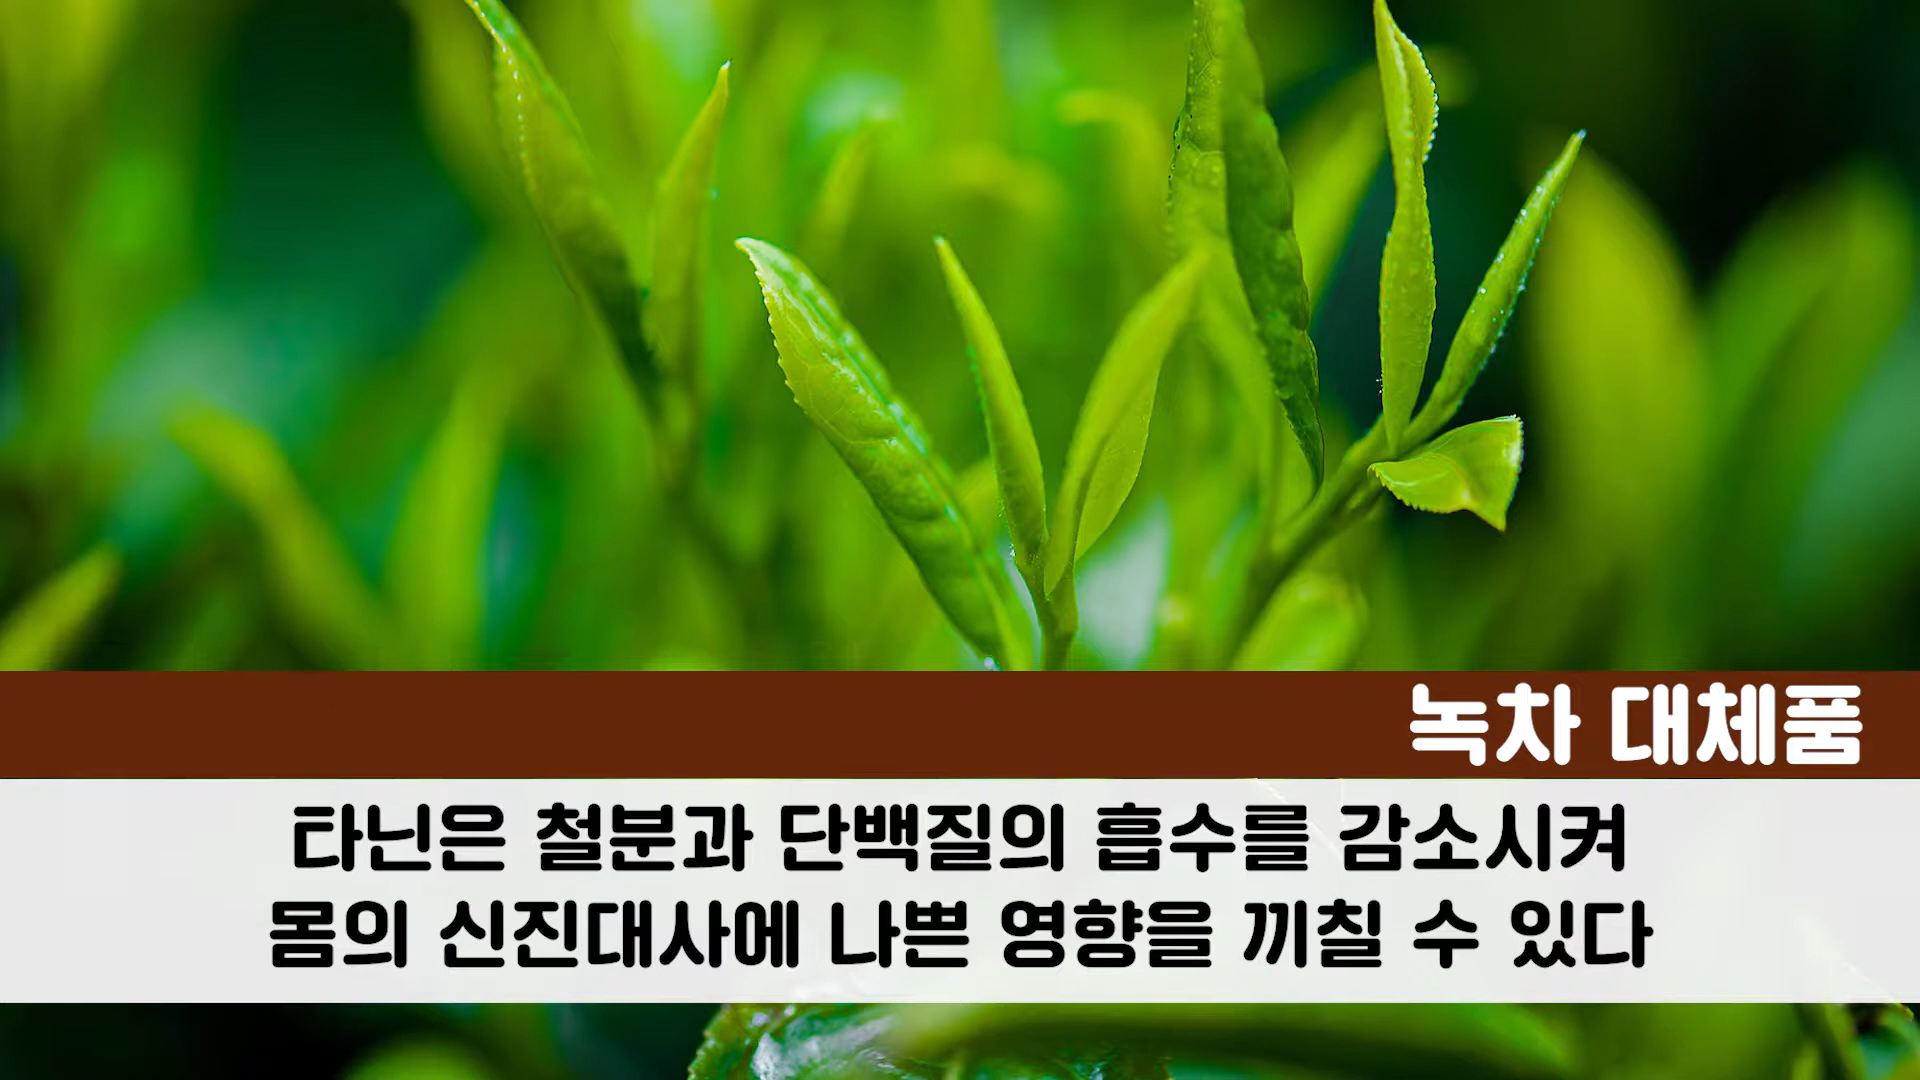 녹차 대체품
타닌은 철분과 단백질의 흡수를 감소시켜
몸의 신진대사에 나쁜 영향을 끼칠 수 있다